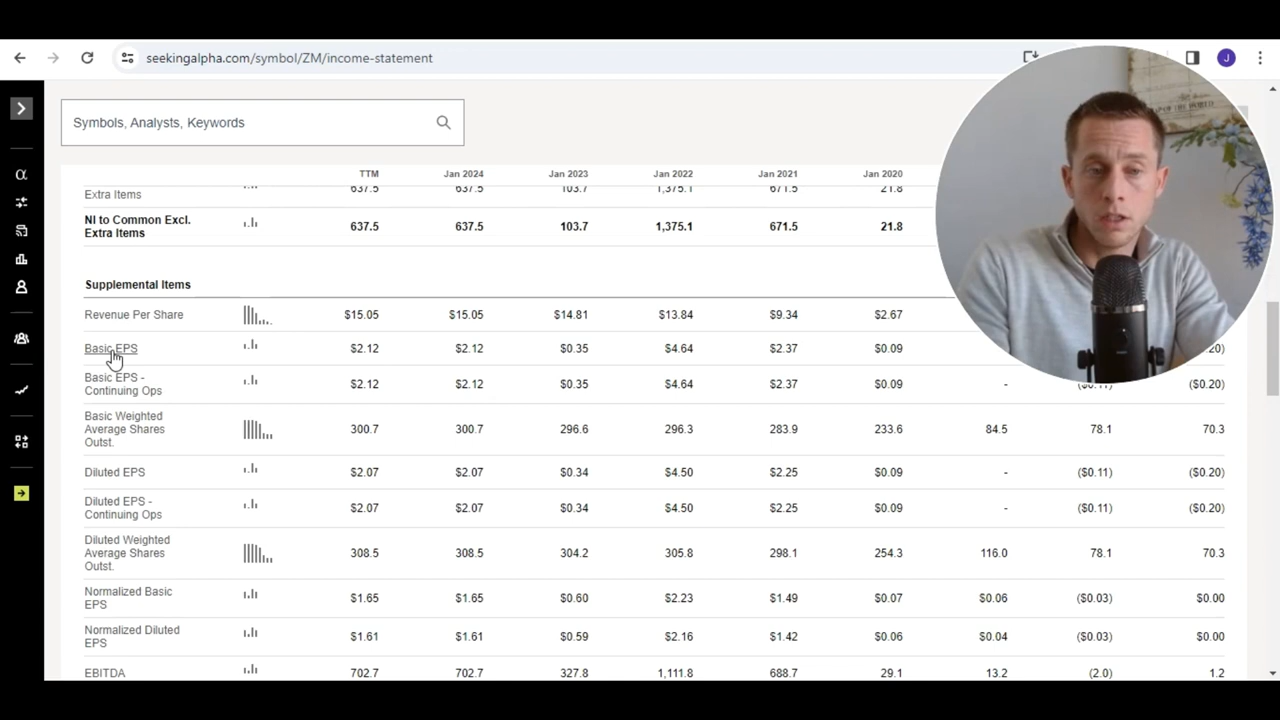 seekingalpha.com/symbol/ZM/income-statement
J
Symbols, Analysts, Keywords
TTM Jan 2024 Jan 2023 Jan 2022 Jan 2021 Jan 2020
Extra Items 637.5 637.5 103.7 1,375.1 671.5 21.8
NI to Common Excl.
Extra Items 637.5 637.5 103.7 1,375.1 671.5 21.8
Supplemental Items
Revenue Per Share $15.05 $15.05 $14.81 $13.84 $9.34 $2.67
Basic EPS $2.12 $2.12 $0.35 $4.64 $2.37 $0.09
Basic EPS -
Continuing Ops $2.12 $2.12 $0.35 $4.64 $2.37 $0.09 - ($0.11) ($0.20)
Basic Weighted
Average Shares
Outst. 300.7 300.7 296.6 296.3 283.9 233.6 84.5 78.1 70.3
Diluted EPS $2.07 $2.07 $0.34 $4.50 $2.25 $0.09 - ($0.11) ($0.20)
Diluted EPS -
Continuing Ops $2.07 $2.07 $0.34 $4.50 $2.25 $0.09 - ($0.11) ($0.20)
Diluted Weighted
Average Shares
Outst. 308.5 308.5 304.2 305.8 298.1 254.3 116.0 78.1 70.3
Normalized Basic
EPS $1.65 $1.65 $0.60 $2.23 $1.49 $0.07 $0.06 ($0.03) $0.00
Normalized Diluted
EPS $1.61 $1.61 $0.59 $2.16 $1.42 $0.06 $0.04 ($0.03) $0.00
EBITDA 702.7 702.7 327.8 1,111.8 688.7 29.1 13.2 (2.0) 1.2